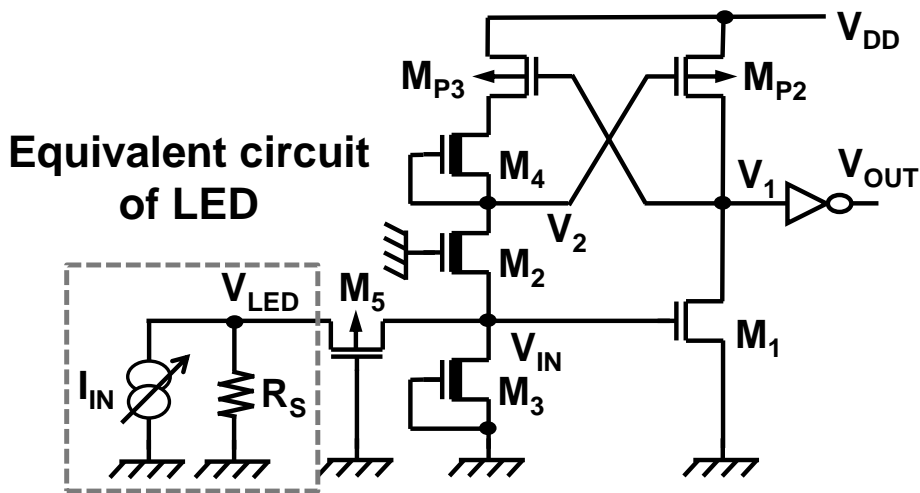 V_DD
M_P3
M_P2
Equivalent circuit
of LED
M_4
V_1
V_OUT
V_2
M_2
V_LED
M_5
V_IN
M_1
I_IN
R_S
M_3